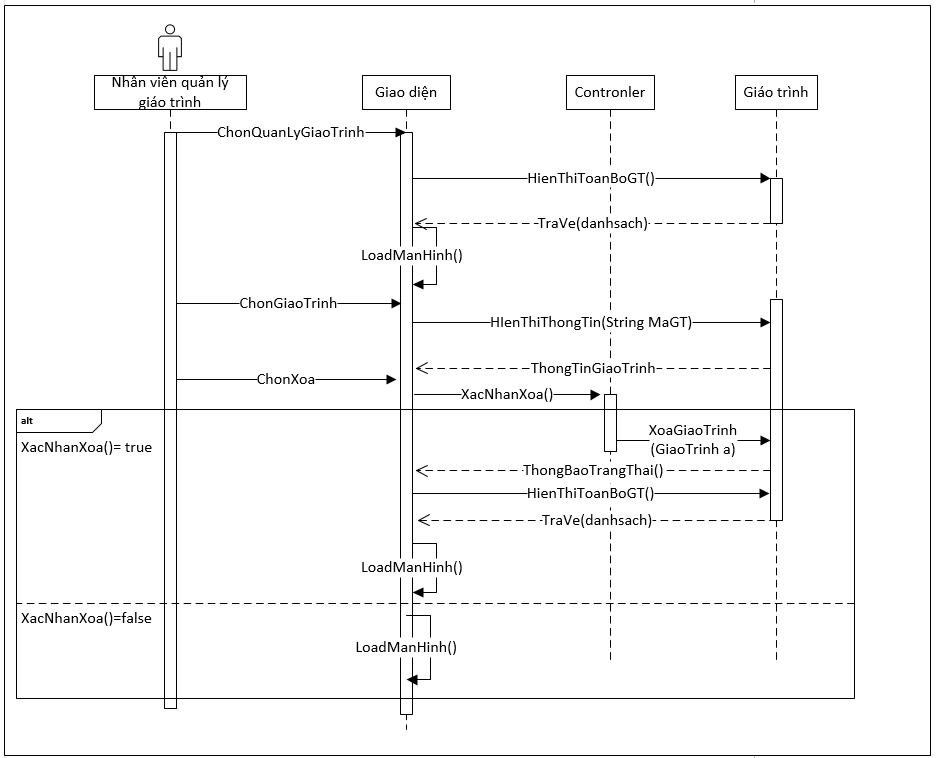 Nhân viên quản lý
giáo trình
Giao diện
Contronler
Giáo trình
ChonQuanLyGiaoTrinh
HienThiToanBoGT()
TraVe(danhsach)
LoadManHinh()
ChonGiaoTrinh
HIenThiThongTin(String MaGT)
ThongTinGiaoTrinh
ChonXoa
XacNhanXoa()
alt
XacNhanXoa()= true
XoaGiaoTrinh
(GiaoTrinh a)
ThongBaoTrangThai()
HienThiToanBoGT()
TraVe(danhsach)
LoadManHinh()
XacNhanXoa()=false
LoadManHinh()